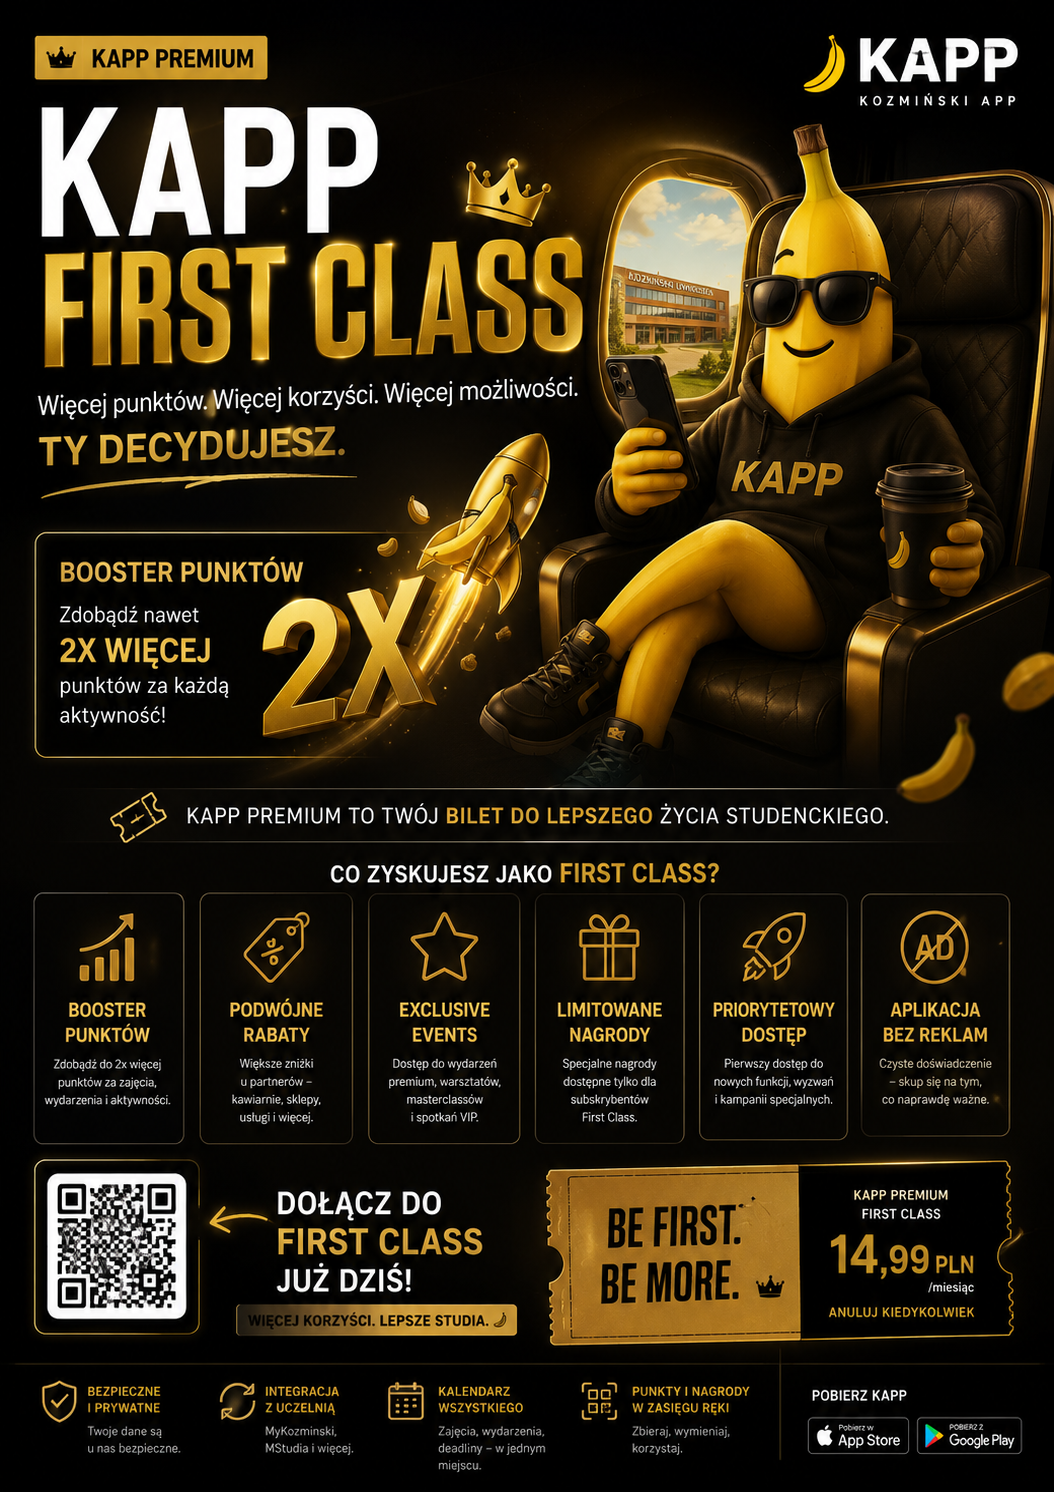 KAPP PREMIUM
KAPP
KOZMIŃSKI APP
KAPP
FIRST CLASS
Więcej punktów. Więcej korzyści. Więcej możliwości.
TY DECYDUJESZ.
KAPP
BOOSTER PUNKTÓW
Zdobądź nawet
2X WIĘCEJ
punktów za każdą
aktywność!
2X
KAPP PREMIUM TO TWÓJ BILET DO LEPSZEGO ŻYCIA STUDENCKIEGO.
CO ZYSKUJESZ JAKO FIRST CLASS?
BOOSTER
PUNKTÓW
Zdobądź do 2x więcej
punktów za zajęcia,
wydarzenia i aktywności.
PODWÓJNE
RABATY
Większe zniżki
u partnerów –
kawiarnie, sklepy,
usługi i więcej.
EXCLUSIVE
EVENTS
Dostęp do wydarzeń
premium, warsztatów,
masterclassów
i spotkań VIP.
LIMITOWANE
NAGRODY
Specjalne nagrody
dostępne tylko dla
subskrybentów
First Class.
PRIORYTETOWY
DOSTĘP
Pierwszy dostęp do
nowych funkcji, wyzwań
i kampanii specjalnych.
AD
APLIKACJA
BEZ REKLAM
Czyste doświadczenie
– skup się na tym,
co naprawdę ważne.
DOŁĄCZ DO
FIRST CLASS
JUŻ DZIŚ!
WIĘCEJ KORZYŚCI. LEPSZE STUDIA.
BE FIRST.
BE MORE.
KAPP PREMIUM
FIRST CLASS
14,99 PLN
/miesiąc
ANULUJ KIEDYKOLWIEK
BEZPIECZNE
I PRYWATNE
Twoje dane są
u nas bezpieczne.
INTEGRACJA
Z UCZELNIĄ
MyKozminski,
MStudia i więcej.
KALENDARZ
WSZYSTKIEGO
Zajęcia, wydarzenia,
deadliny – w jednym
miejscu.
PUNKTY I NAGRODY
W ZASIĘGU RĘKI
Zbieraj, wymieniaj,
korzystaj.
POBIERZ KAPP
Pobierz w
App Store
POBIERZ Z
Google Play